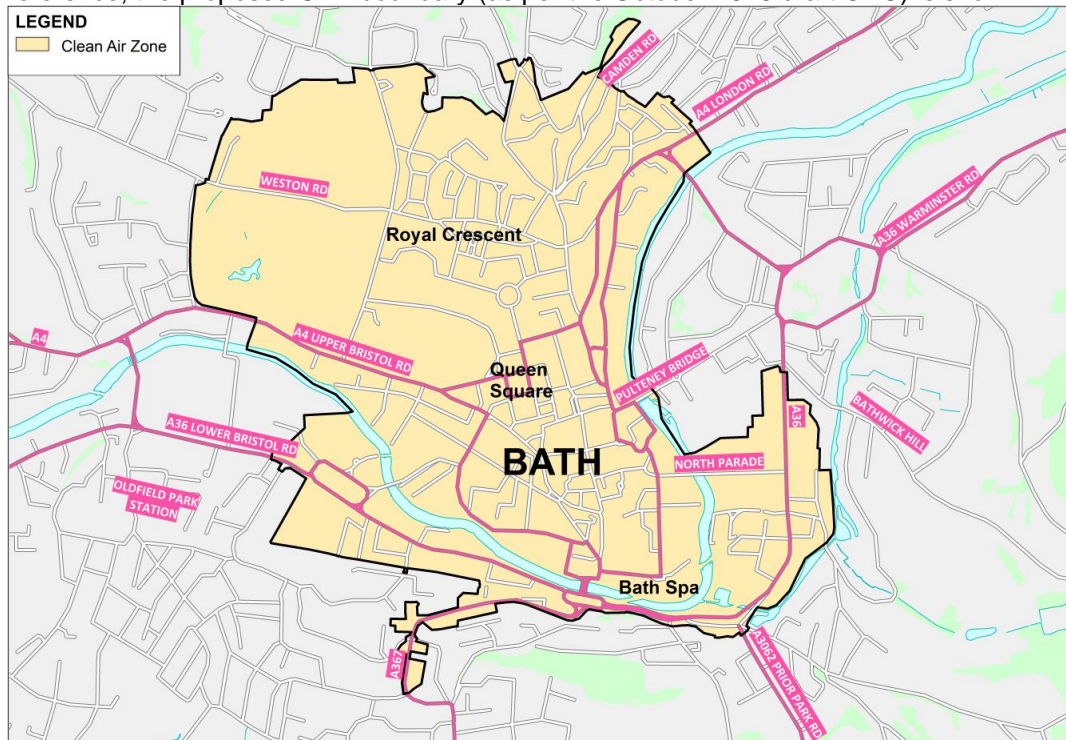 LEGEND
Clean Air Zone
CAMDEN RD
A4 LONDON RD
WESTON RD
A36 WARMINSTER RD
Royal Crescent
A4
A4 UPPER BRISTOL RD
Queen
Square
PULTENEY BRIDGE
A36 LOWER BRISTOL RD
A36
BATHWICK HILL
BATH
NORTH PARADE
OLDFIELD PARK
STATION
Bath Spa
A367
A3062 PRIOR PARK RD